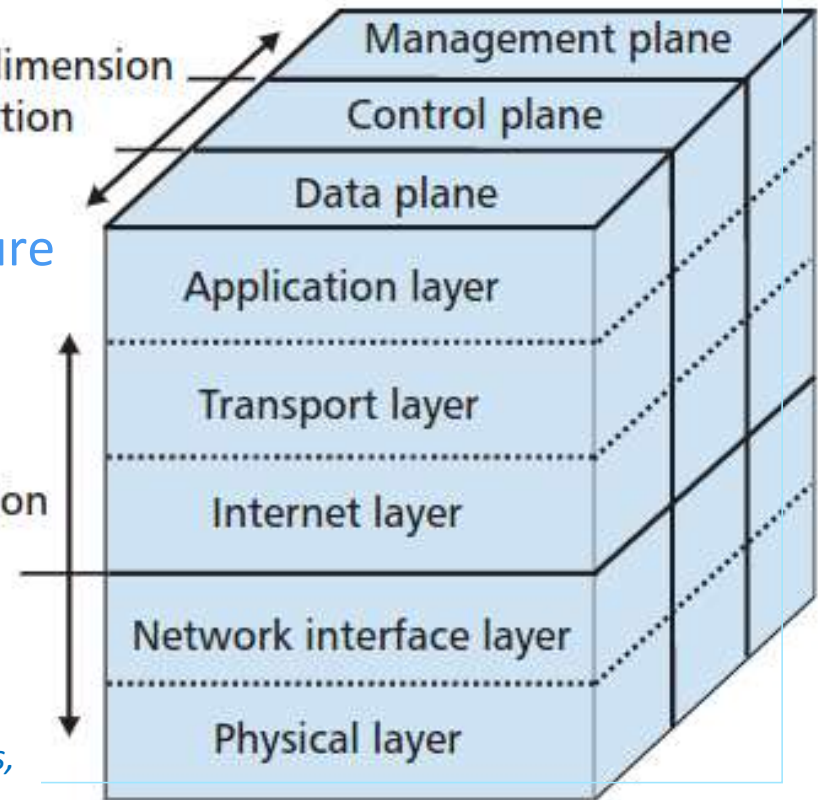 Management plane
dimension
Control plane
tion
Data plane
ure
Application layer
Transport layer
on
Internet layer
Network interface layer
Physical layer
s,